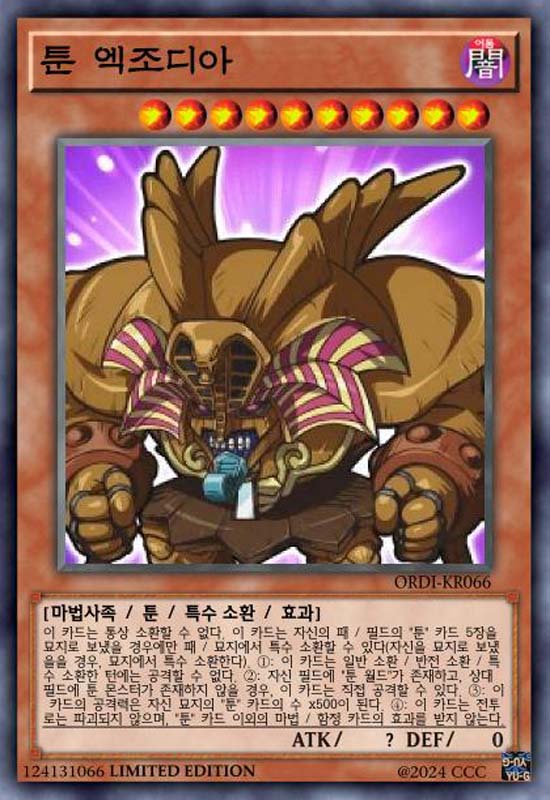 툰 엑조디아
어둠
闇
ORDI-KR066
[마법사족 / 툰 / 특수 소환 / 효과]
이 카드는 통상 소환할 수 없다. 이 카드는 자신의 패 / 필드의 "툰" 카드 5장을
묘지로 보냈을 경우에만 패 / 묘지에서 특수 소환할 수 있다(자신을 보냈
을을 경우, 묘지에서 특수 소환한다). ①: 이 카드는 일반 소환 / 반전 소환 / 특
수 소환한 턴에는 공격할 수 없다. ②: 자신 필드에 "툰 월드"가 존재하고, 상대
필드에 툰 몬스터가 존재하지 않을 경우, 이 카드는 직접 공격할 수 있다. ③: 이
카드의 공격력은 자신 묘지의 "툰" 카드의 수 x500이 된다. ④: 이 카드는 전투
로는 파괴되지 않으며, "툰" 카드 이외의 마법 / 함정 카드의 효과를 받지 않는다.
ATK/ ? DEF/ 0
124131066 LIMITED EDITION
@2024 CCC